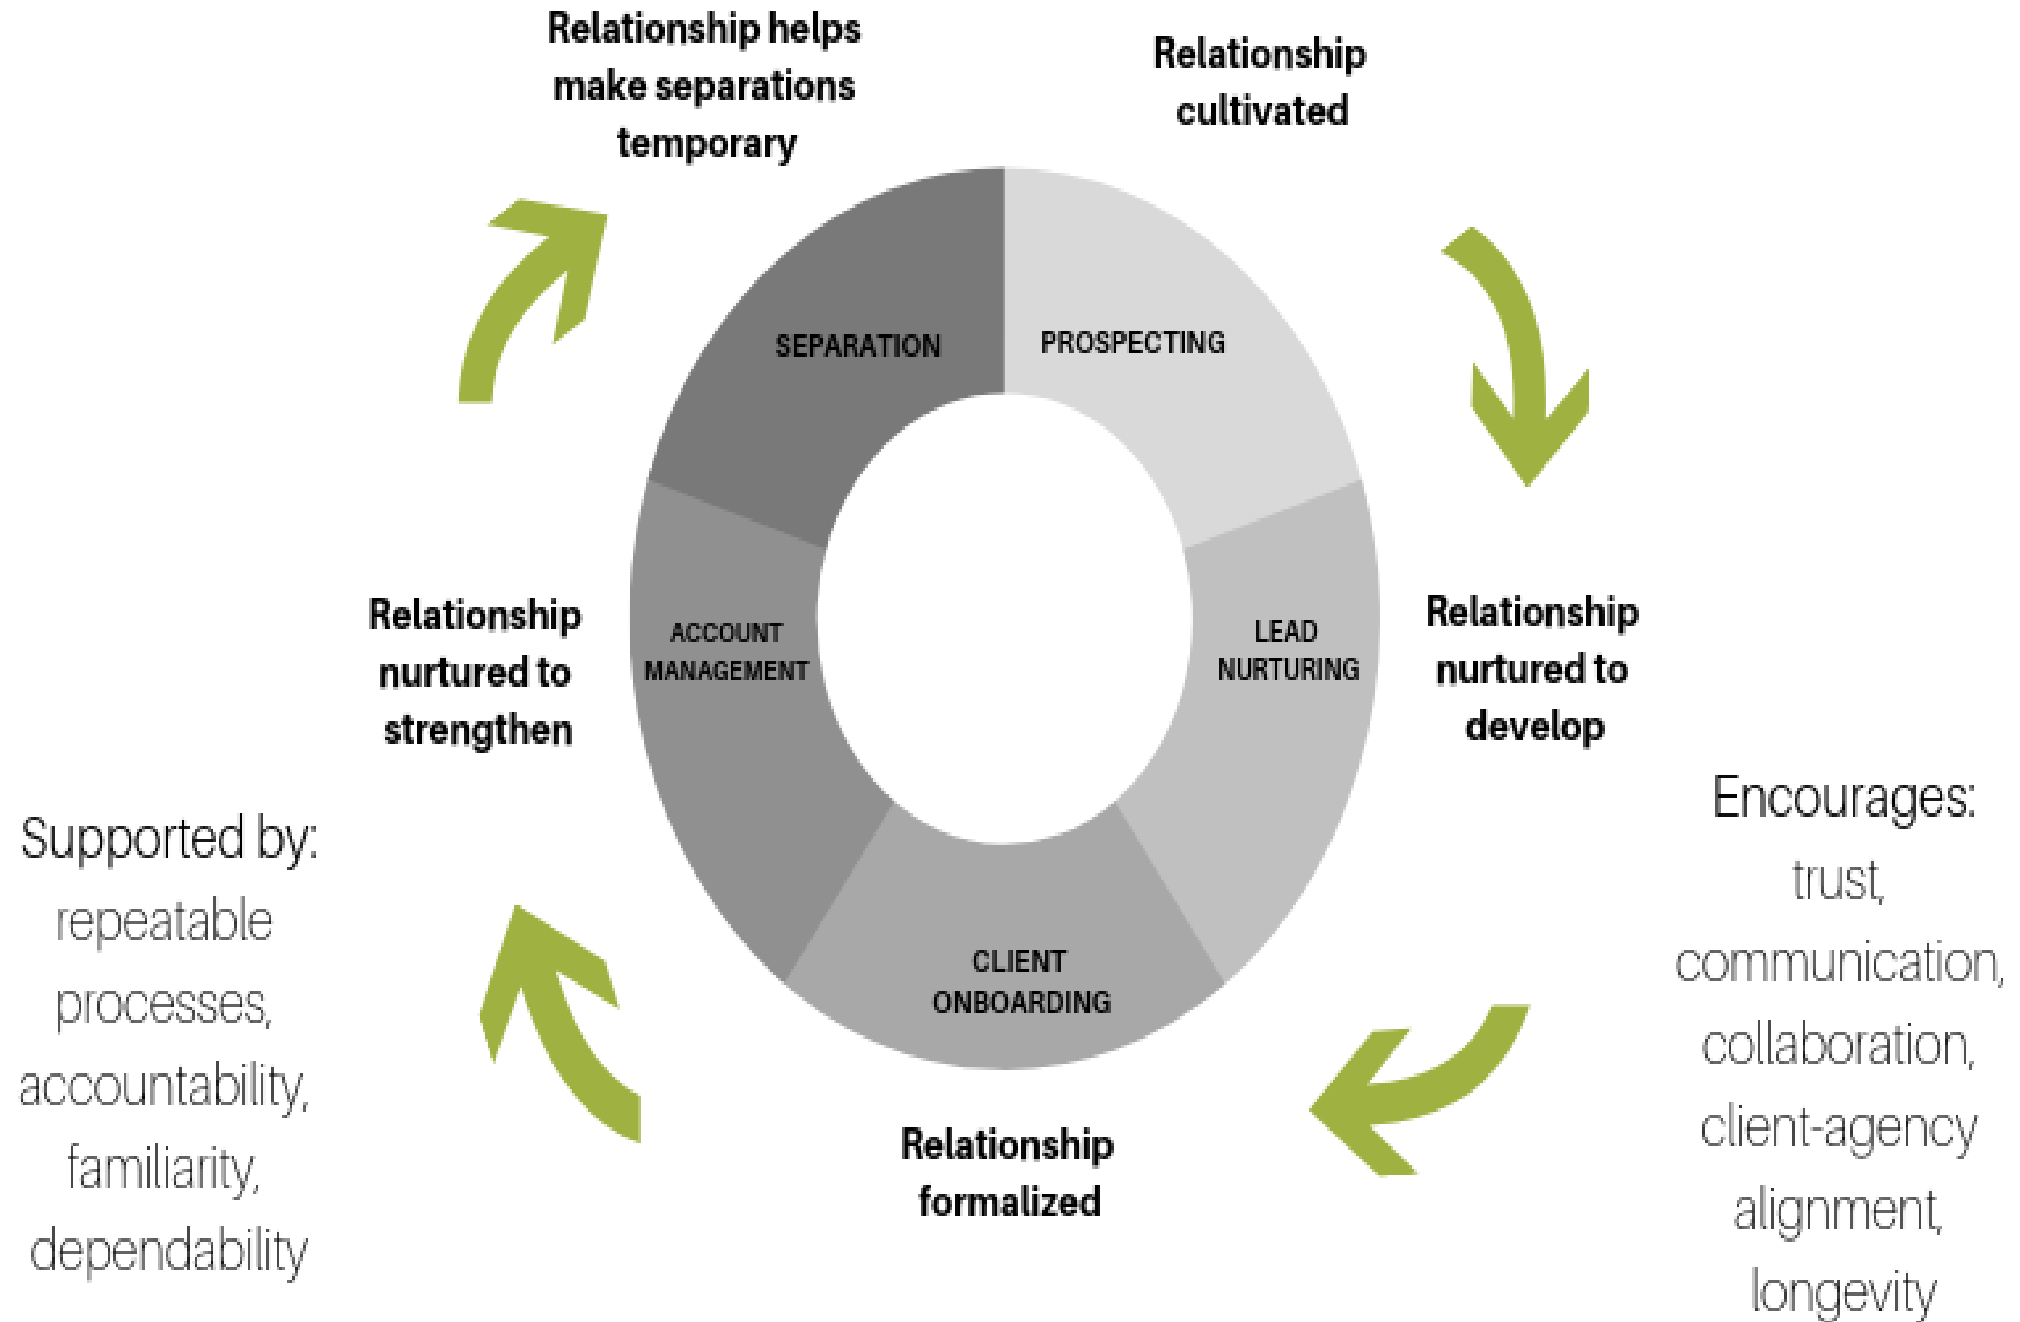 Relationship helps
make separations
temporary
Relationship
cultivated
SEPARATION
PROSPECTING
Relationship
nurtured to
strengthen
ACCOUNT
MANAGEMENT
LEAD
NURTURING
Relationship
nurtured to
develop
Supported by:
repeatable
processes,
accountability,
familiarity,
dependability
Encourages:
trust,
communication,
collaboration,
client-agency
alignment,
longevity
CLIENT
ONBOARDING
Relationship
formalized